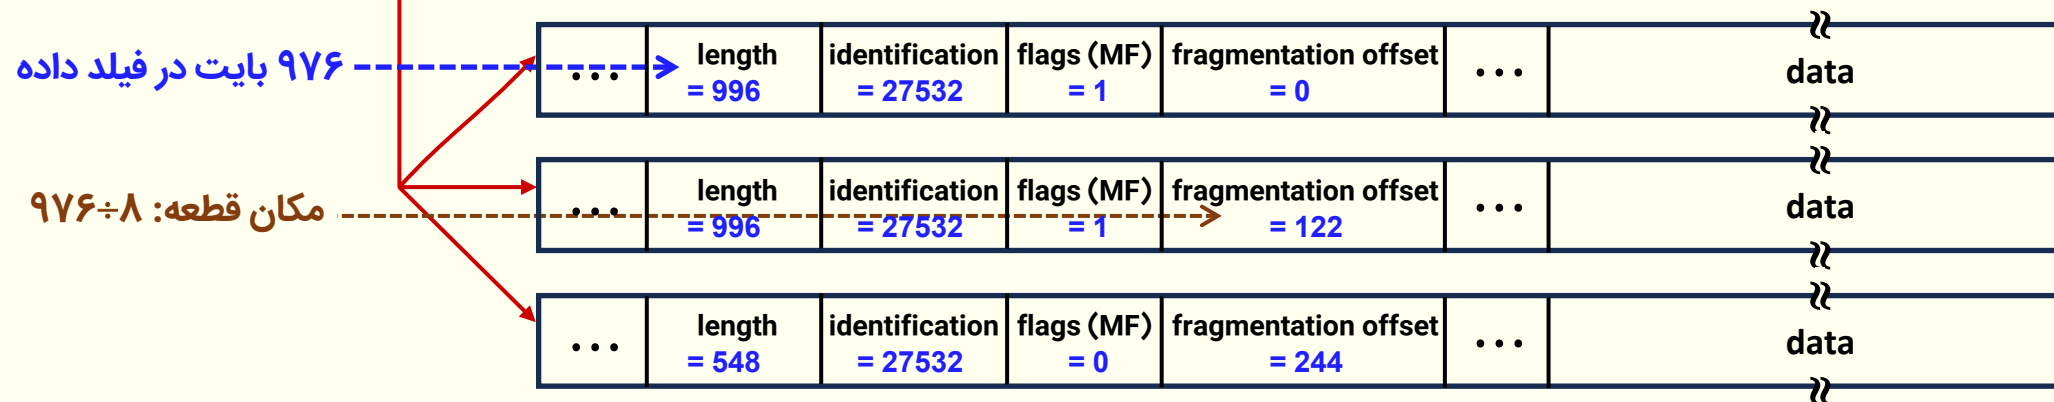 ۹۷۶ بایت در فیلد داده
... length identification flags (MF) fragmentation offset ... data
= 996 = 27532 = 1 = 0
مکان قطعه: ۸÷۹۷۶
... length identification flags (MF) fragmentation offset ... data
= 996 = 27532 = 1 = 122
... length identification flags (MF) fragmentation offset ... data
= 548 = 27532 = 0 = 244